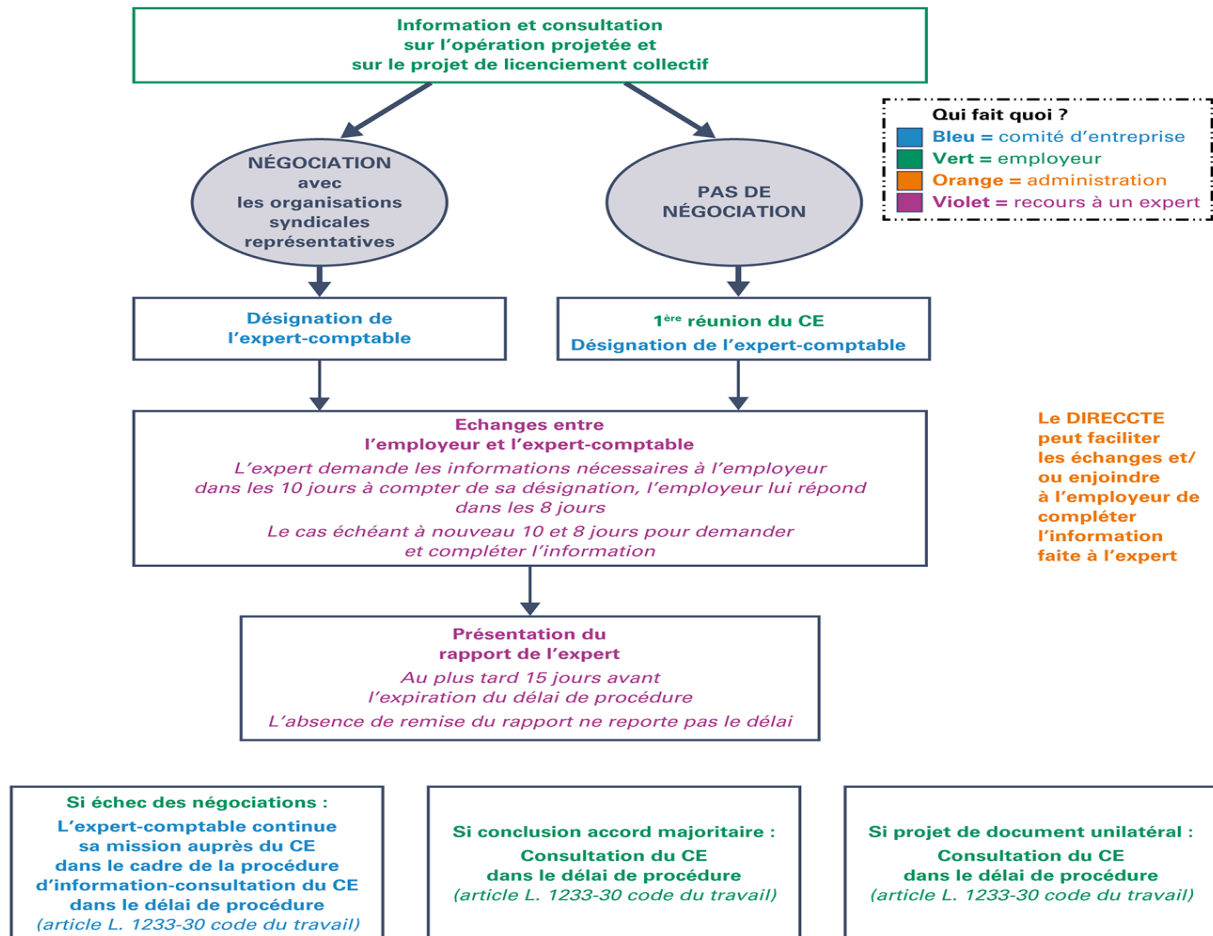 Information et consultation
sur l'opération projetée et
sur le projet de licenciement collectif
Qui fait quoi ?
Bleu = comité d'entreprise
Vert = employeur
Orange = administration
Violet = recours à un expert
NÉGOCIATION
avec
les organisations
syndicales
représentatives
PAS DE
NÉGOCIATION
Désignation de
l'expert-comptable
1ère réunion du CE
Désignation de l'expert-comptable
Echanges entre
l'employeur et l'expert-comptable
L'expert demande les informations nécessaires à l'employeur
dans les 10 jours à compter de sa désignation, l'employeur lui répond
dans les 8 jours
Le cas échéant à nouveau 10 et 8 jours pour demander
et compléter l'information
Le DIRECCTE
peut faciliter
les échanges et/
ou enjoindre
à l'employeur de
compléter
l'information
faite à l'expert
Présentation du
rapport de l'expert
Au plus tard 15 jours avant
l'expiration du délai de procédure
L'absence de remise du rapport ne reporte pas le délai
Si échec des négociations :
L'expert-comptable continue
sa mission auprès du CE
dans le cadre de la procédure
d'information-consultation du CE
dans le délai de procédure
(article L. 1233-30 code du travail)
Si conclusion accord majoritaire :
Consultation du CE
dans le délai de procédure
(article L. 1233-30 code du travail)
Si projet de document unilatéral :
Consultation du CE
dans le délai de procédure
(article L. 1233-30 code du travail)